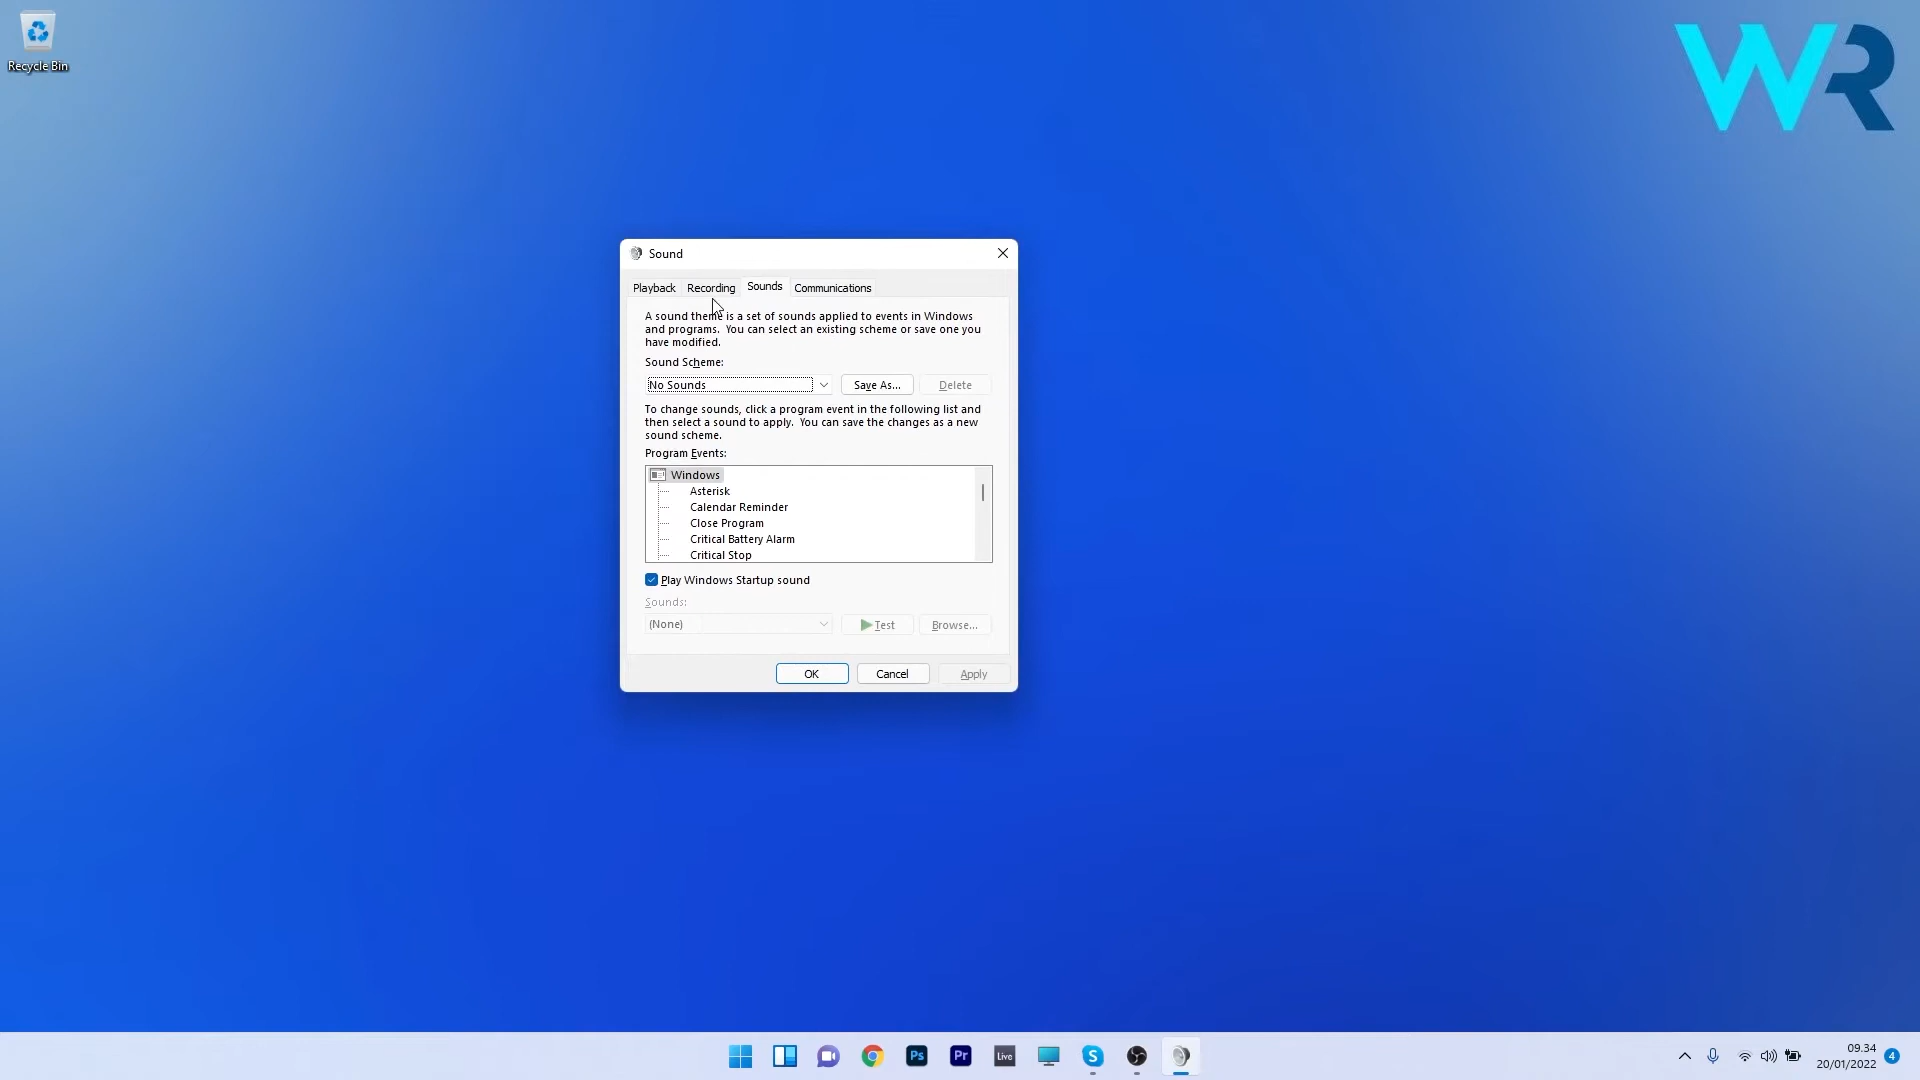 Recycle Bin
WR
Sound
Playback
Recording
Sounds
Communications
A sound theme is a set of sounds applied to events in Windows
and programs.  You can select an existing scheme or save one you
have modified.
Sound Scheme:
No Sounds
Save As...
Delete
To change sounds, click a program event in the following list and
then select a sound to apply.  You can save the changes as a new
sound scheme.
Program Events:
Windows
Asterisk
Calendar Reminder
Close Program
Critical Battery Alarm
Critical Stop
Play Windows Startup sound
Sounds:
(None)
Test
Browse...
OK
Cancel
Apply
Ps
Pr
Live
S
09.34
20/01/2022
4